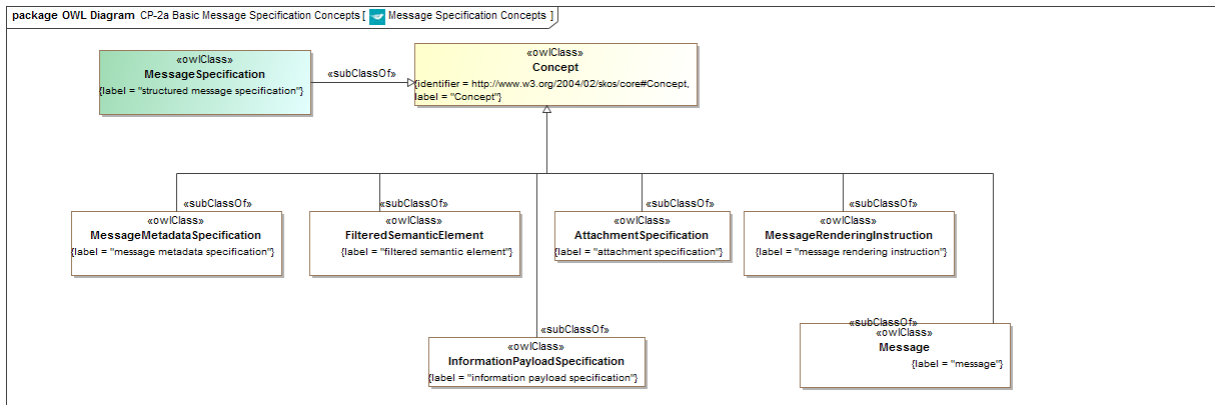 package OWL Diagram CP-2a Basic Message Specification Concepts [ Message Specification Concepts ]
«owlClass»
MessageSpecification
{label = "structured message specification"}
«subClassOf»
«owlClass»
Concept
{identifier = http://www.w3.org/2004/02/skos/core#Concept,
label = "Concept"}
«subClassOf»
«owlClass»
MessageMetadataSpecification
{label = "message metadata specification"}
«subClassOf»
«owlClass»
FilteredSemanticElement
{label = "filtered semantic element"}
«subClassOf»
«owlClass»
AttachmentSpecification
{label = "attachment specification"}
«subClassOf»
«owlClass»
MessageRenderingInstruction
{label = "message rendering instruction"}
«subClassOf»
«owlClass»
InformationPayloadSpecification
{label = "information payload specification"}
«subClassOf»
«owlClass»
Message
{label = "message"}